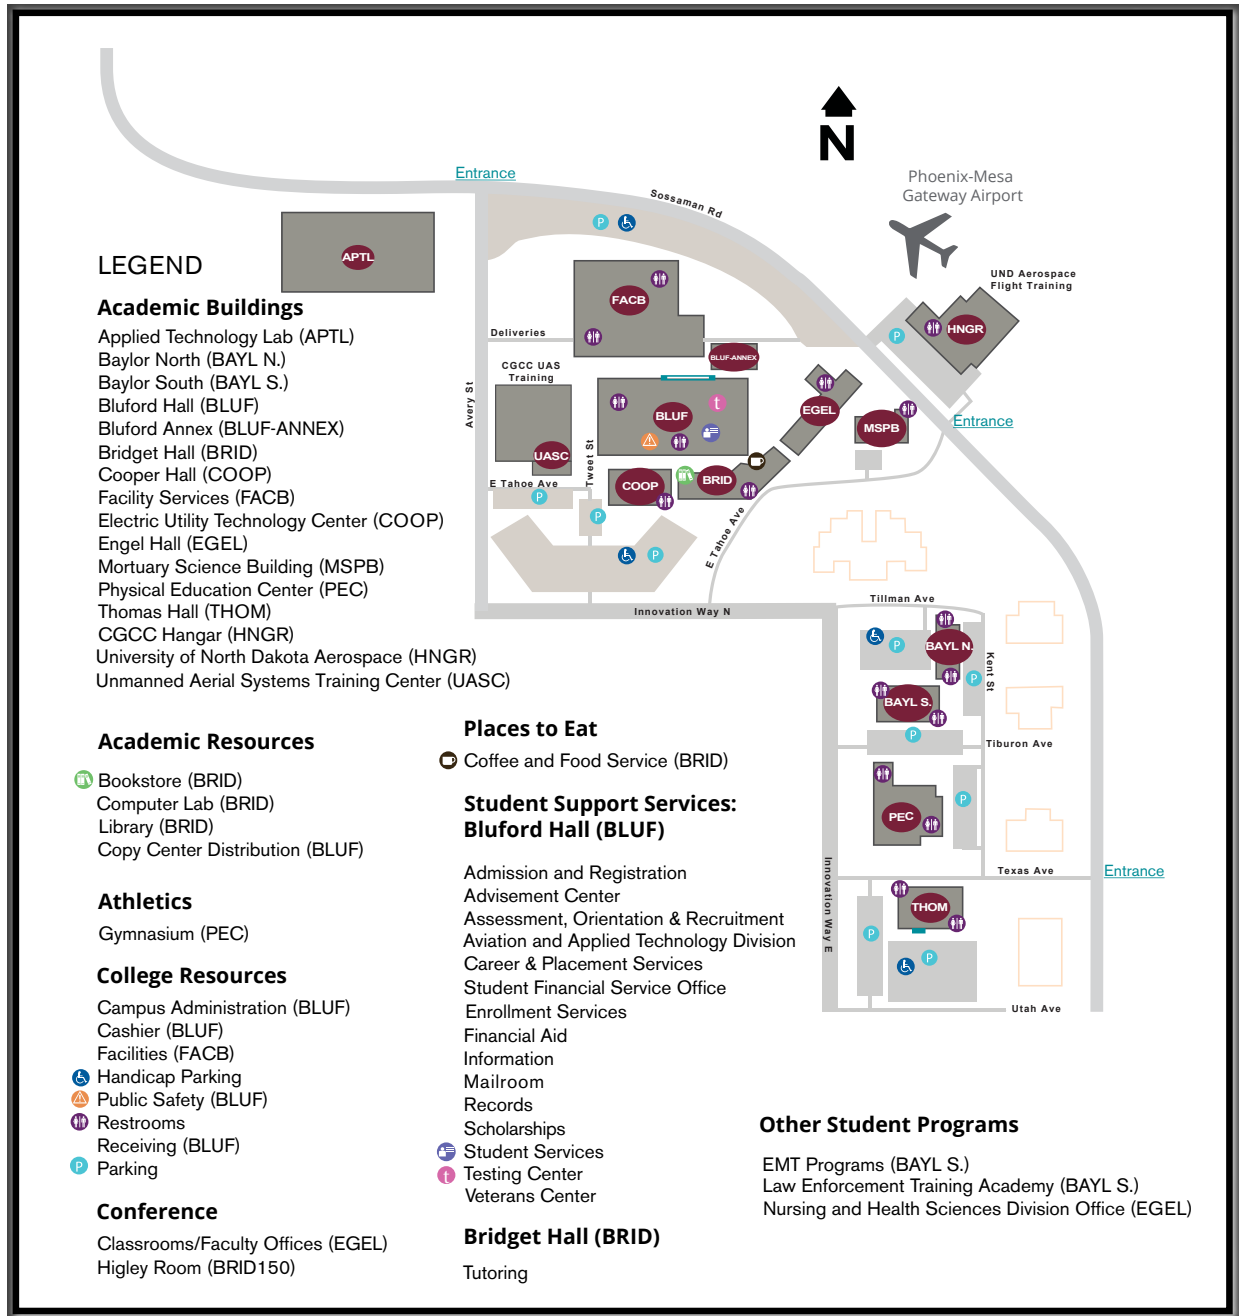 N
Phoenix-Mesa
Gateway Airport
Entrance
Sossaman Rd
UND Aerospace
Flight Training
APTL
FACB
HNGR
P
P
Deliveries
BLUF-ANNEX
CGCC UAS
Training
Avery St
BLUF
t
EGEL
MSPB
Entrance
UASC
Tweet St
COOP
BRID
E Tahoe Ave
P
P
P
E Tahoe Ave
Innovation Way N
Tillman Ave
P
BAYL N.
Kent St
P
BAYL S.
P
Tiburon Ave
P
PEC
Innovation Way E
Texas Ave
Entrance
THOM
P
P
Utah Ave
LEGEND
Academic Buildings
Applied Technology Lab (APTL)
Baylor North (BAYL N.)
Baylor South (BAYL S.)
Bluford Hall (BLUF)
Bluford Annex (BLUF-ANNEX)
Bridget Hall (BRID)
Cooper Hall (COOP)
Facility Services (FACB)
Electric Utility Technology Center (COOP)
Engel Hall (EGEL)
Mortuary Science Building (MSPB)
Physical Education Center (PEC)
Thomas Hall (THOM)
CGCC Hangar (HNGR)
University of North Dakota Aerospace (HNGR)
Unmanned Aerial Systems Training Center (UASC)
Academic Resources
Bookstore (BRID)
Computer Lab (BRID)
Library (BRID)
Copy Center Distribution (BLUF)
Athletics
Gymnasium (PEC)
College Resources
Campus Administration (BLUF)
Cashier (BLUF)
Facilities (FACB)
Handicap Parking
Public Safety (BLUF)
Restrooms
Receiving (BLUF)
P Parking
Conference
Classrooms/Faculty Offices (EGEL)
Higley Room (BRID150)
Places to Eat
Coffee and Food Service (BRID)
Student Support Services:
Bluford Hall (BLUF)
Admission and Registration
Advisement Center
Assessment, Orientation & Recruitment
Aviation and Applied Technology Division
Career & Placement Services
Student Financial Service Office
Enrollment Services
Financial Aid
Information
Mailroom
Records
Scholarships
Student Services
t Testing Center
Veterans Center
Bridget Hall (BRID)
Tutoring
Other Student Programs
EMT Programs (BAYL S.)
Law Enforcement Training Academy (BAYL S.)
Nursing and Health Sciences Division Office (EGEL)